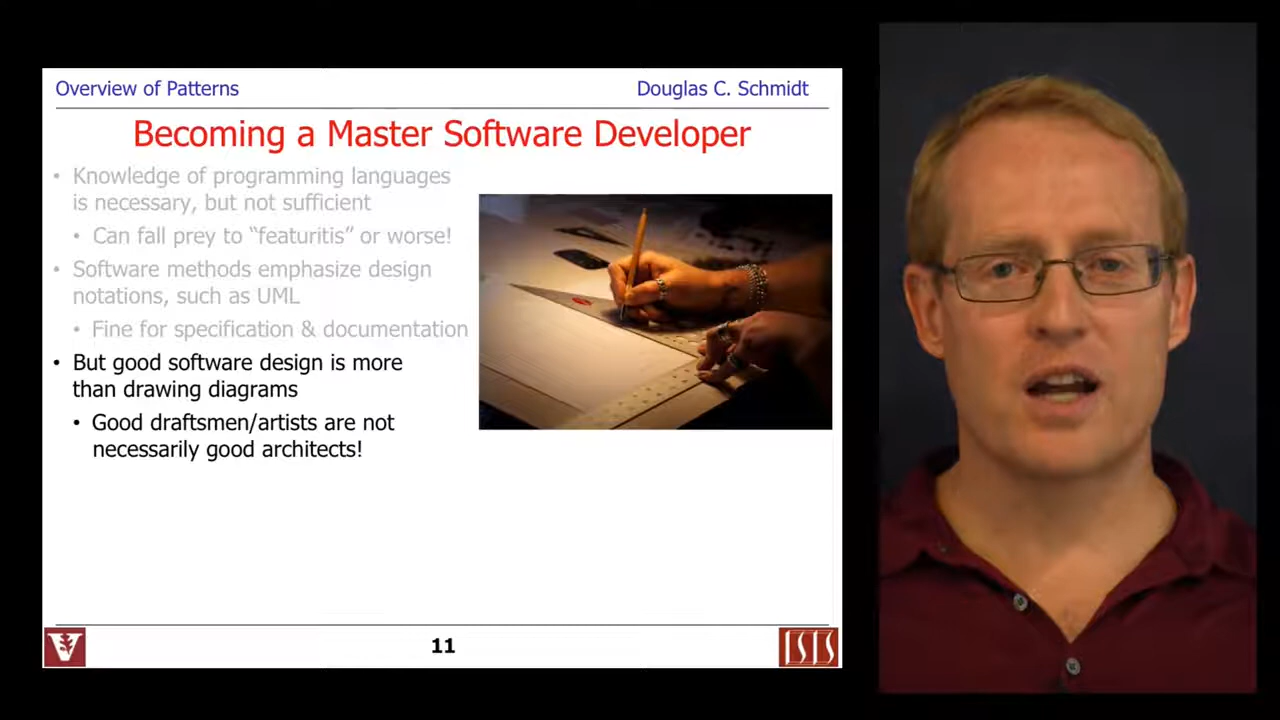 Overview of Patterns
Douglas C. Schmidt
Becoming a Master Software Developer
• Knowledge of programming languages
is necessary, but not sufficient
• Can fall prey to “featuritis” or worse!
• Software methods emphasize design
notations, such as UML
• Fine for specification & documentation
• But good software design is more
than drawing diagrams
• Good draftsmen/artists are not
necessarily good architects!
V
11
ISIS